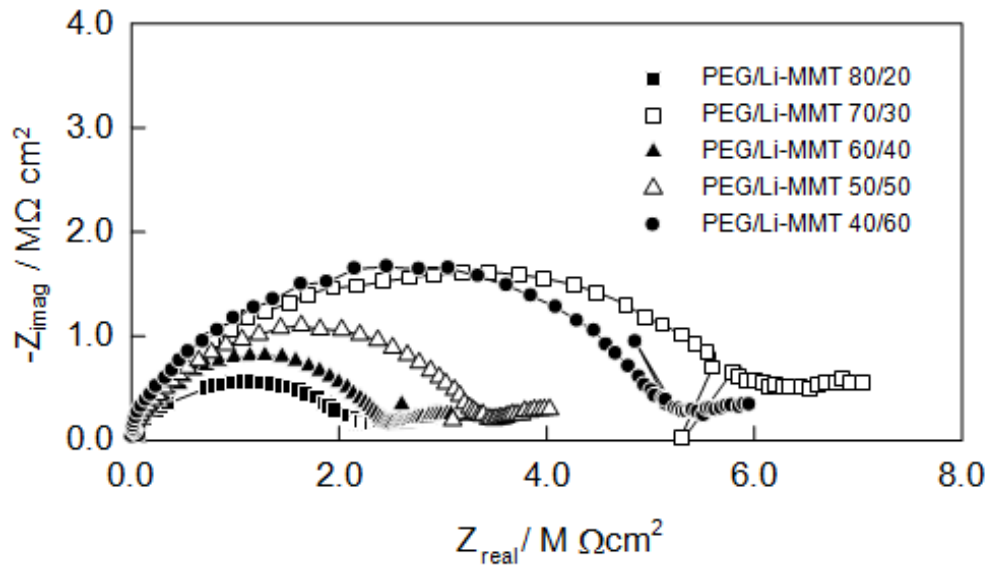 4.0
3.0
2.0
1.0
0.0
0.0 2.0 4.0 6.0 8.0
-Zimag / MΩ cm²
Zreal / M Ωcm²
PEG/Li-MMT 80/20
PEG/Li-MMT 70/30
PEG/Li-MMT 60/40
PEG/Li-MMT 50/50
PEG/Li-MMT 40/60